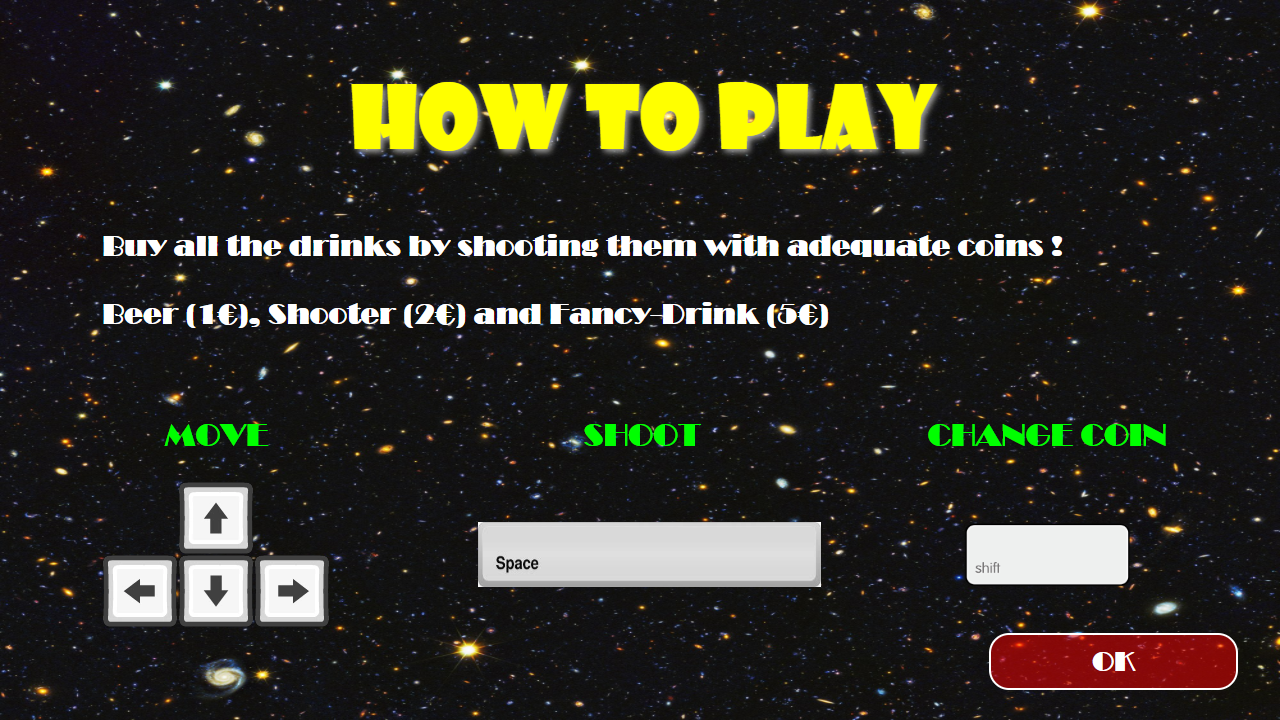 HOW TO PLAY
Buy all the drinks by shooting them with adequate coins !
Beer (1€), Shooter (2€) and Fancy-Drink (5€)
MOVE
SHOOT
CHANGE COIN
Space
shift
OK